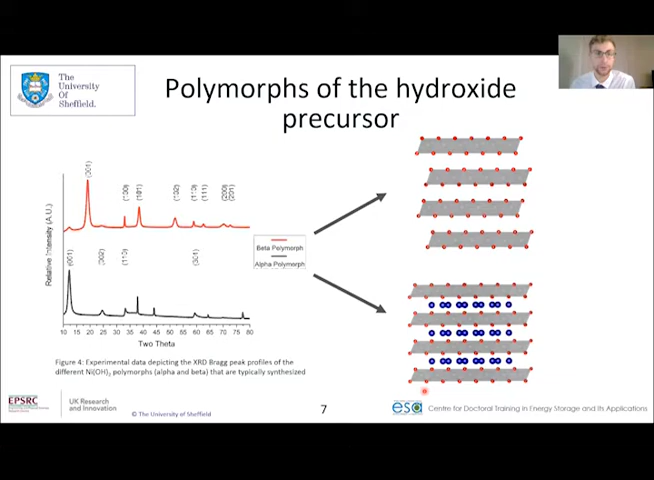 The
University
Of
Sheffield.
Polymorphs of the hydroxide
precursor
Relative Intensity (A.U.)
(001)
(100)
(101)
(102)
(110)
(111)
(200)
(201)
Beta Polymorph
Alpha Polymorph
(001)
(002)
(110)
(301)
10 15 20 25 30 35 40 45 50 55 60 65 70 75 80
Two Theta
Figure 4: Experimental data depicting the XRD Bragg peak profiles of the
different Ni(OH)2 polymorphs (alpha and beta) that are typically synthesized
EPSRC
UK Research
and Innovation
© The University of Sheffield
7
esa
Centre for Doctoral Training in Energy Storage and Its Applications